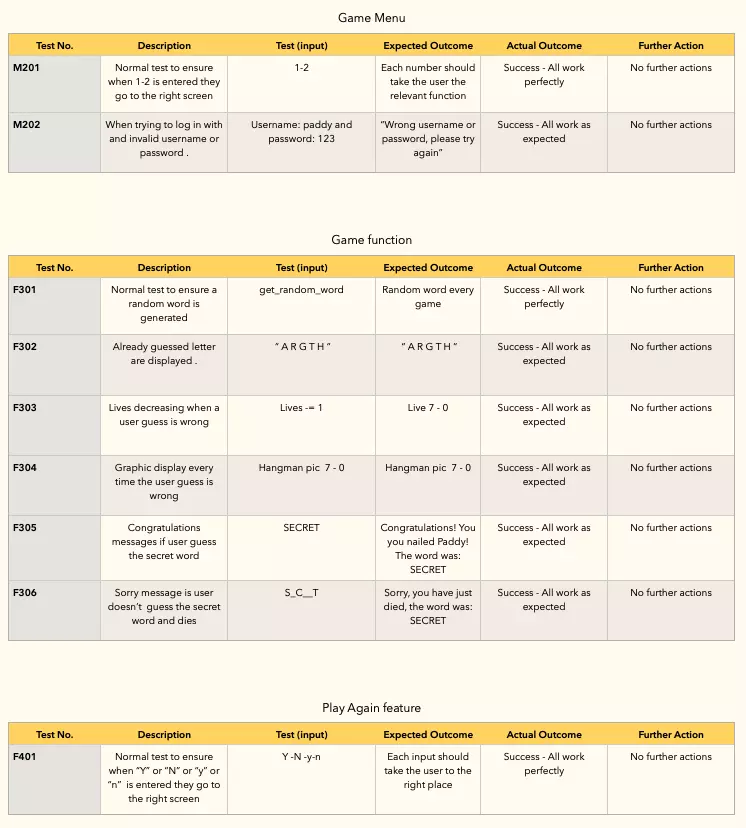 Game Menu
Test No. Description Test (input) Expected Outcome Actual Outcome Further Action
M201 Normal test to ensure when 1-2 is entered they go to the right screen 1-2 Each number should take the user the relevant function Success - All work perfectly No further actions
M202 When trying to log in with and invalid username or password . Username: paddy and password: 123 “Wrong username or password, please try again” Success - All work as expected No further actions
Game function
Test No. Description Test (input) Expected Outcome Actual Outcome Further Action
F301 Normal test to ensure a random word is generated get_random_word Random word every game Success - All work perfectly No further actions
F302 Already guessed letter are displayed . “ A R G T H “ “ A R G T H “ Success - All work as expected No further actions
F303 Lives decreasing when a user guess is wrong Lives -= 1 Live 7 - 0 Success - All work as expected No further actions
F304 Graphic display every time the user guess is wrong Hangman pic 7 - 0 Hangman pic 7 - 0 Success - All work as expected No further actions
F305 Congratulations messages if user guess the secret word SECRET Congratulations! You you nailed Paddy! The word was: SECRET Success - All work as expected No further actions
F306 Sorry message is user doesn’t guess the secret word and dies S_C__T Sorry, you have just died, the word was: SECRET Success - All work as expected No further actions
Play Again feature
Test No. Description Test (input) Expected Outcome Actual Outcome Further Action
F401 Normal test to ensure when “Y” or “N” or “y” or “n” is entered they go to the right screen Y -N -y-n Each input should take the user to the right place Success - All work perfectly No further actions